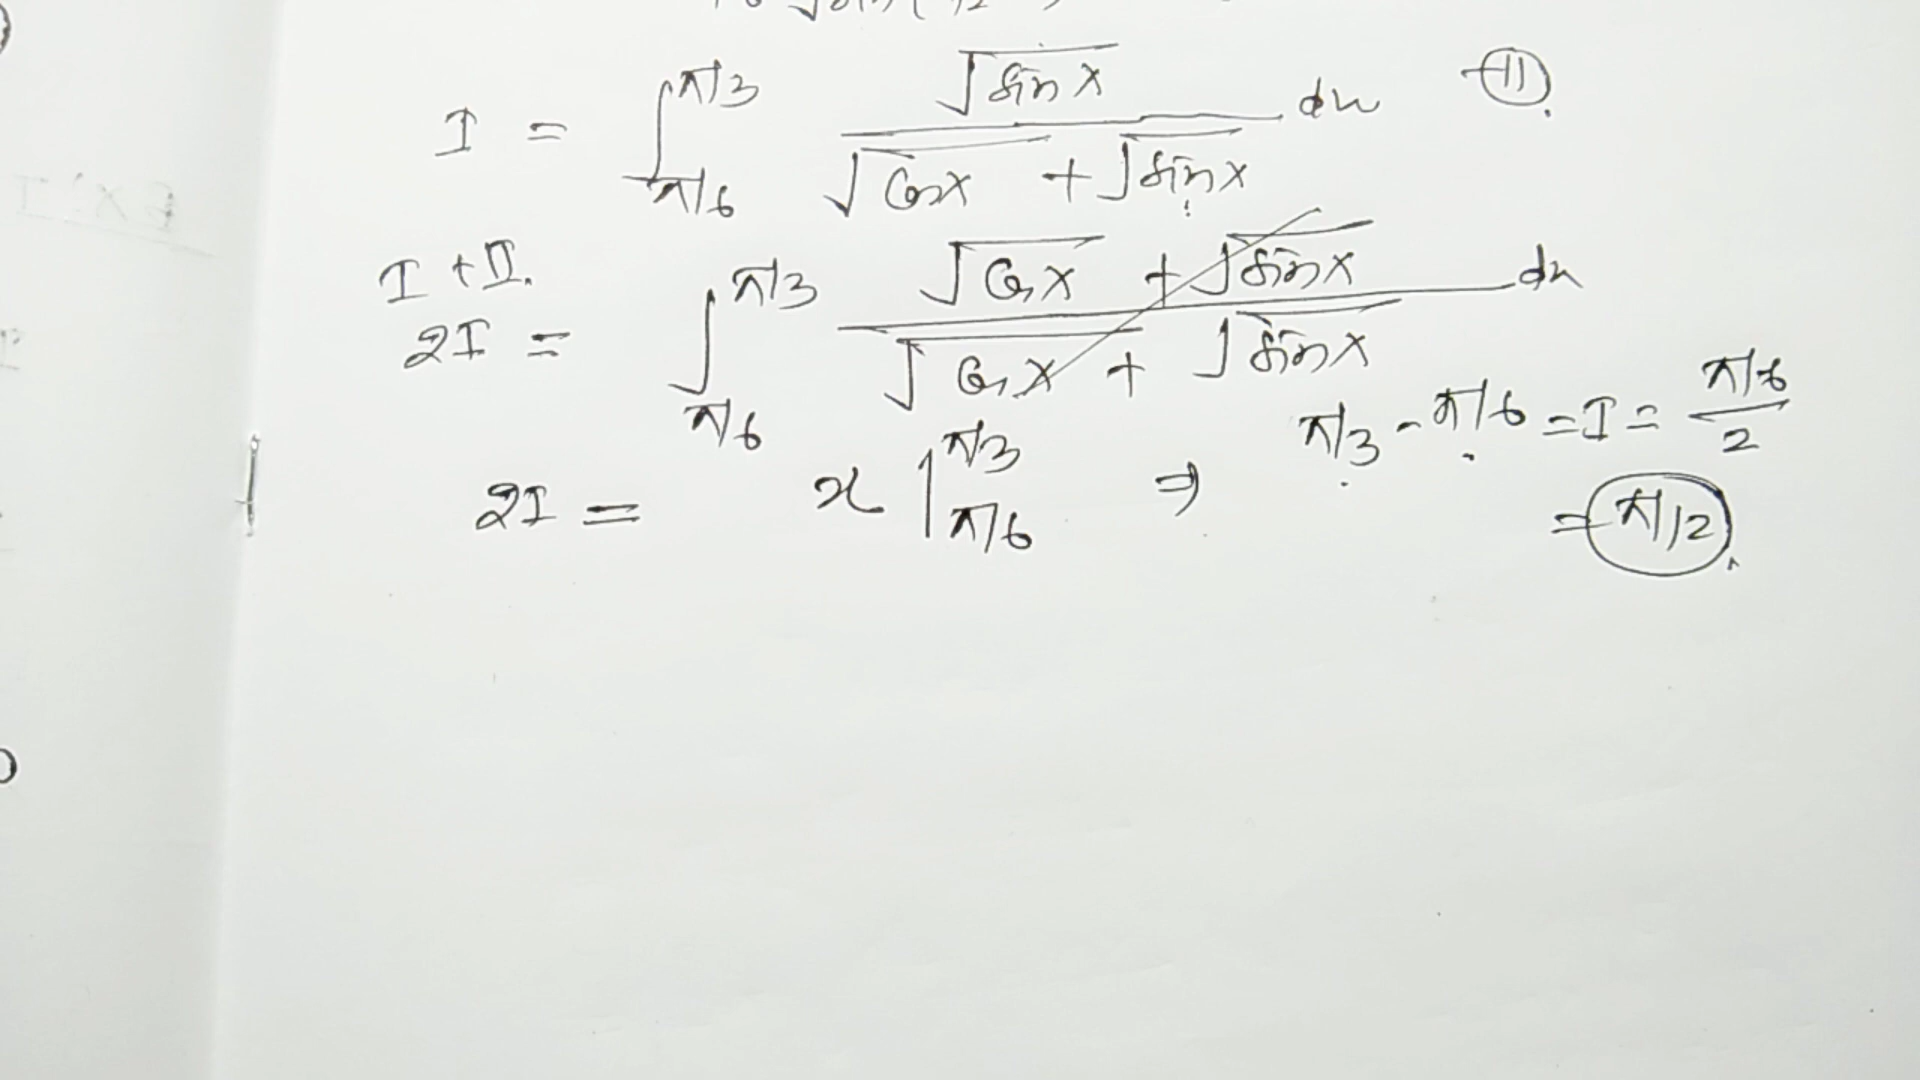 I = ∫_{π/6}^{π/3} √sin x / (√cos x + √sin x) dx — (II).
I + II.
2I = ∫_{π/6}^{π/3} (√cos x + √sin x) / (√cos x + √sin x) dx
2I = x |_{π/6}^{π/3} ⇒ π/3 - π/6 = I = (π/6)/2
= π/12.